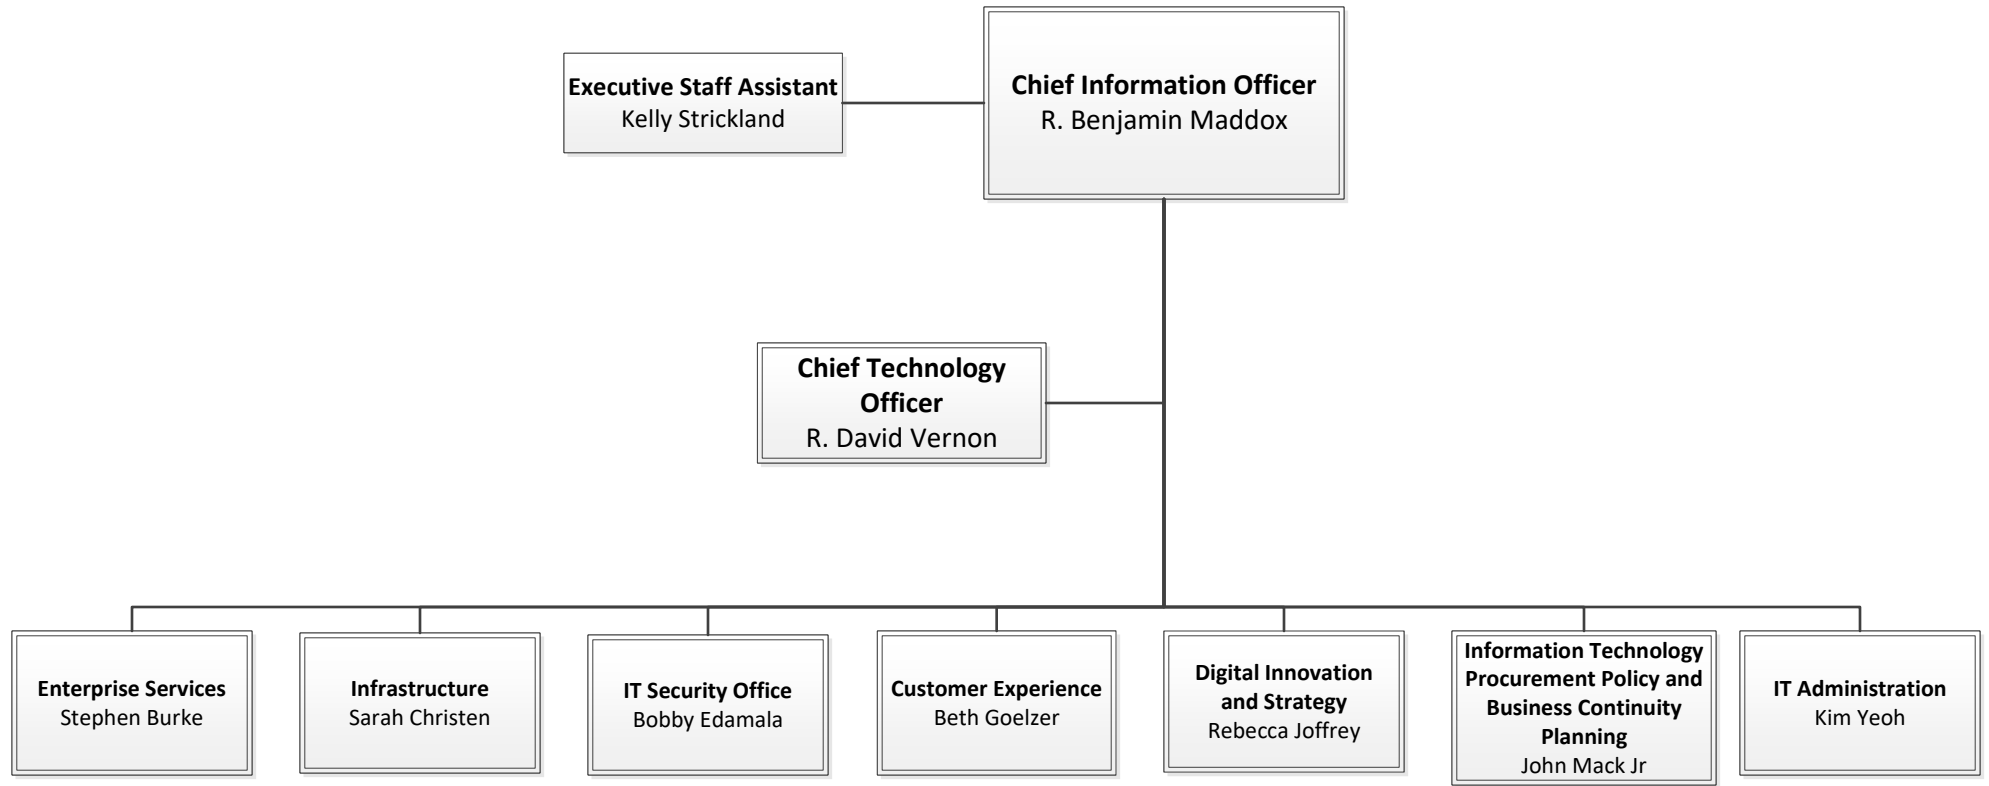 Executive Staff Assistant
Kelly Strickland
Chief Information Officer
R. Benjamin Maddox
Chief Technology
Officer
R. David Vernon
Enterprise Services
Stephen Burke
Infrastructure
Sarah Christen
IT Security Office
Bobby Edamala
Customer Experience
Beth Goelzer
Digital Innovation
and Strategy
Rebecca Joffrey
Information Technology
Procurement Policy and
Business Continuity
Planning
John Mack Jr
IT Administration
Kim Yeoh